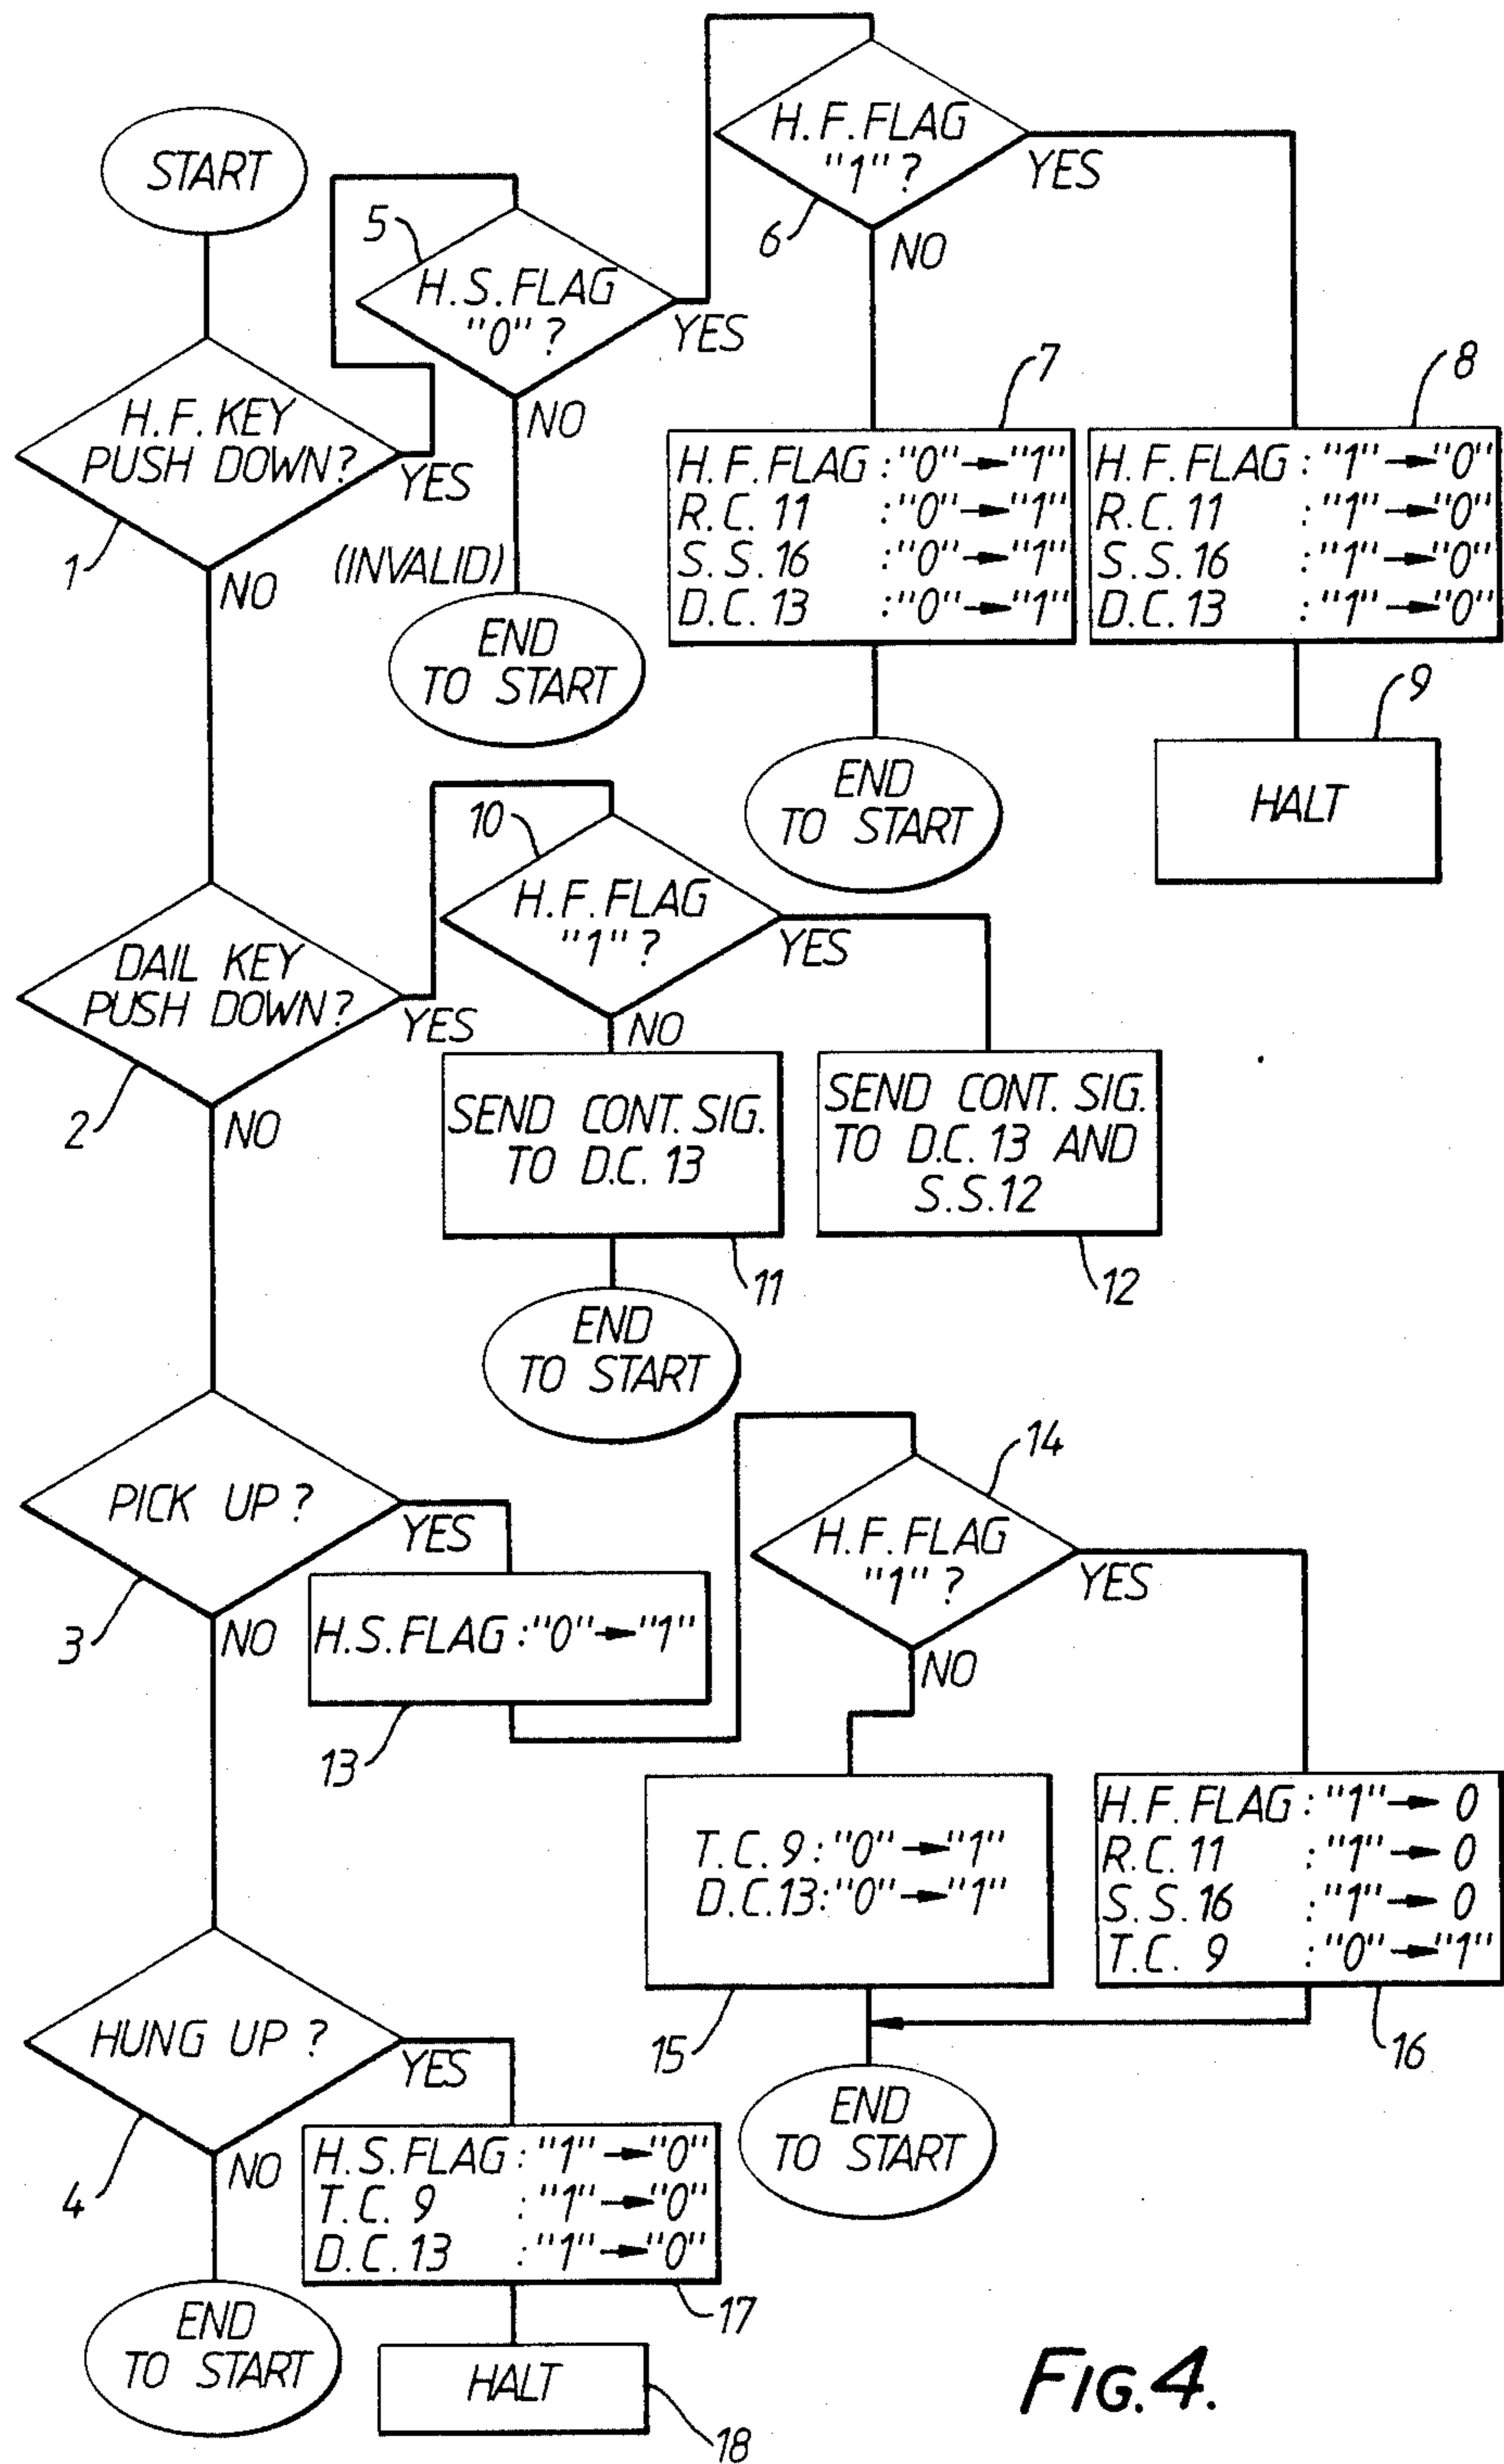 START
H.F. KEY
PUSH DOWN?
YES
NO
1
5
H.S. FLAG
"0" ?
YES
NO
(INVALID)
END
TO START
H.F. FLAG
"1" ?
YES
NO
6
7
H.F. FLAG :"0"→"1"
R.C. 11 :"0"→"1"
S.S. 16 :"0"→"1"
D.C. 13 :"0"→"1"
END
TO START
8
H.F. FLAG : "1"→"0"
R.C. 11 : "1"→"0"
S.S. 16 : "1"→"0"
D.C. 13 : "1"→"0"
9
HALT
DAIL KEY
PUSH DOWN?
YES
NO
2
10
H.F. FLAG
"1" ?
YES
NO
SEND CONT. SIG.
TO D.C. 13
11
END
TO START
SEND CONT. SIG.
TO D.C. 13 AND
S.S.12
12
PICK UP ?
YES
NO
3
H.S. FLAG :"0"→"1"
13
14
H.F. FLAG
"1" ?
YES
NO
T.C. 9 :"0"→"1"
D.C.13:"0"→"1"
15
H.F. FLAG : "1"→ 0
R.C. 11 : "1"→ 0
S.S. 16 : "1"→ 0
T.C. 9 : "0"→"1"
16
END
TO START
HUNG UP ?
YES
NO
4
END
TO START
H.S. FLAG : "1"→"0"
T.C. 9 : "1"→"0"
D.C. 13 : "1"→"0"
17
HALT
18
FIG.4.